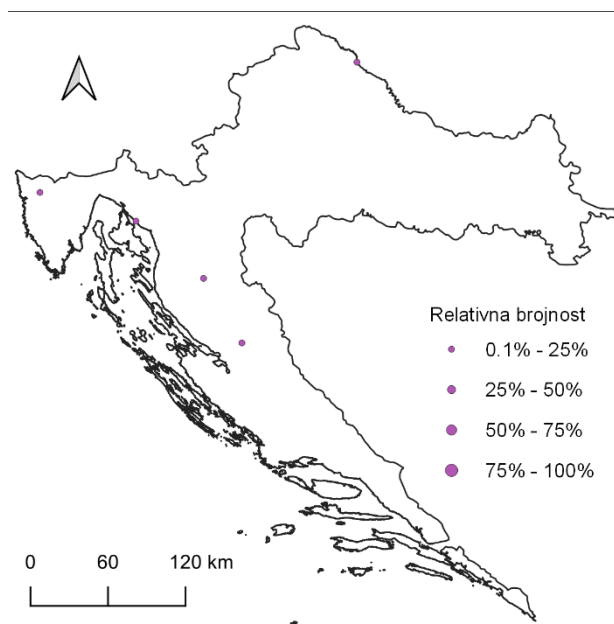 Relativna brojnost
0.1% - 25%
25% - 50%
50% - 75%
75% - 100%
0 60 120 km